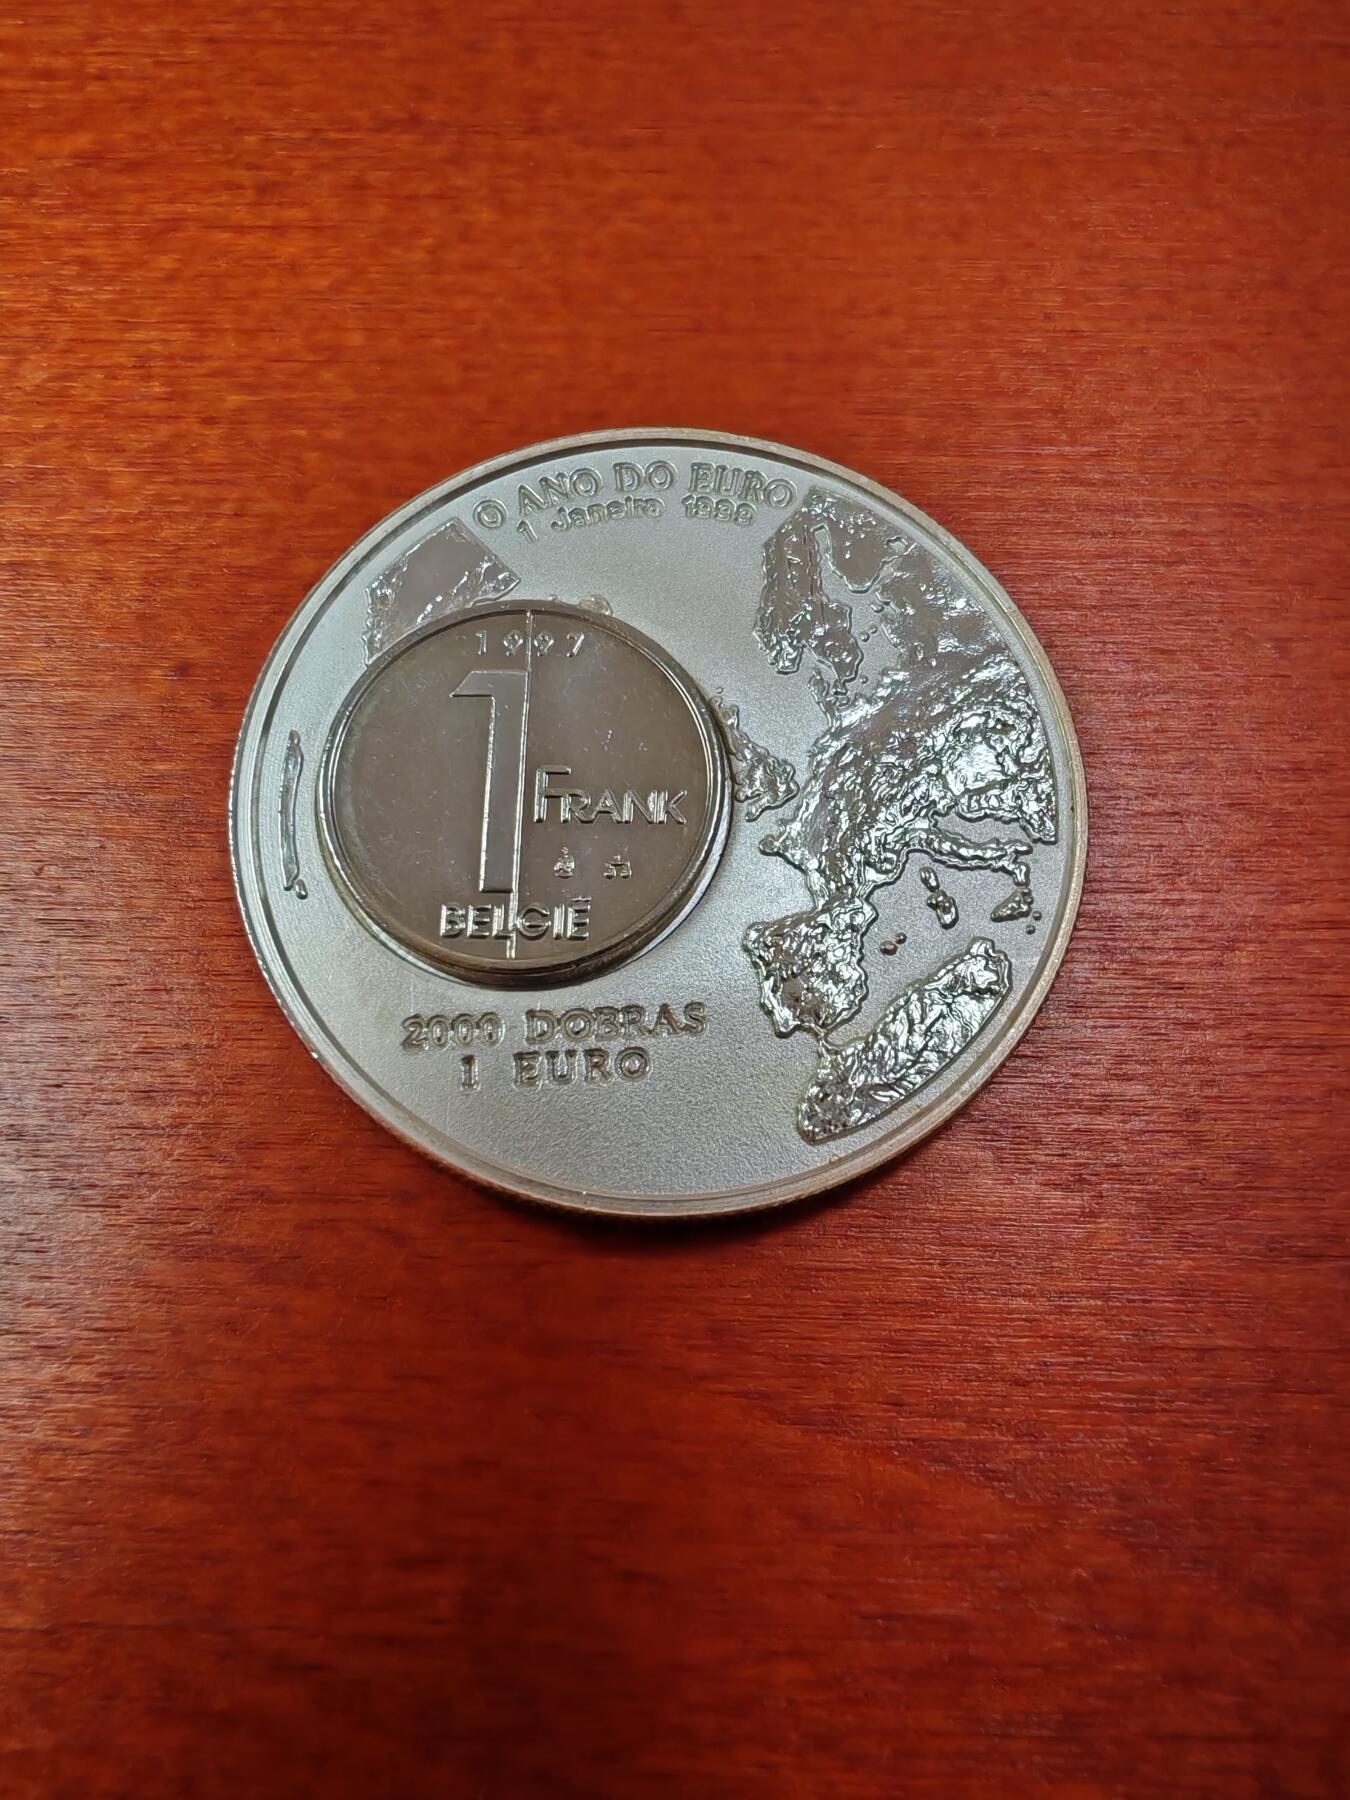 O ANO DO EURO
1 Janeiro 1999
1997
1
FRANK
BELGIË
2000 DOBRAS
1 EURO